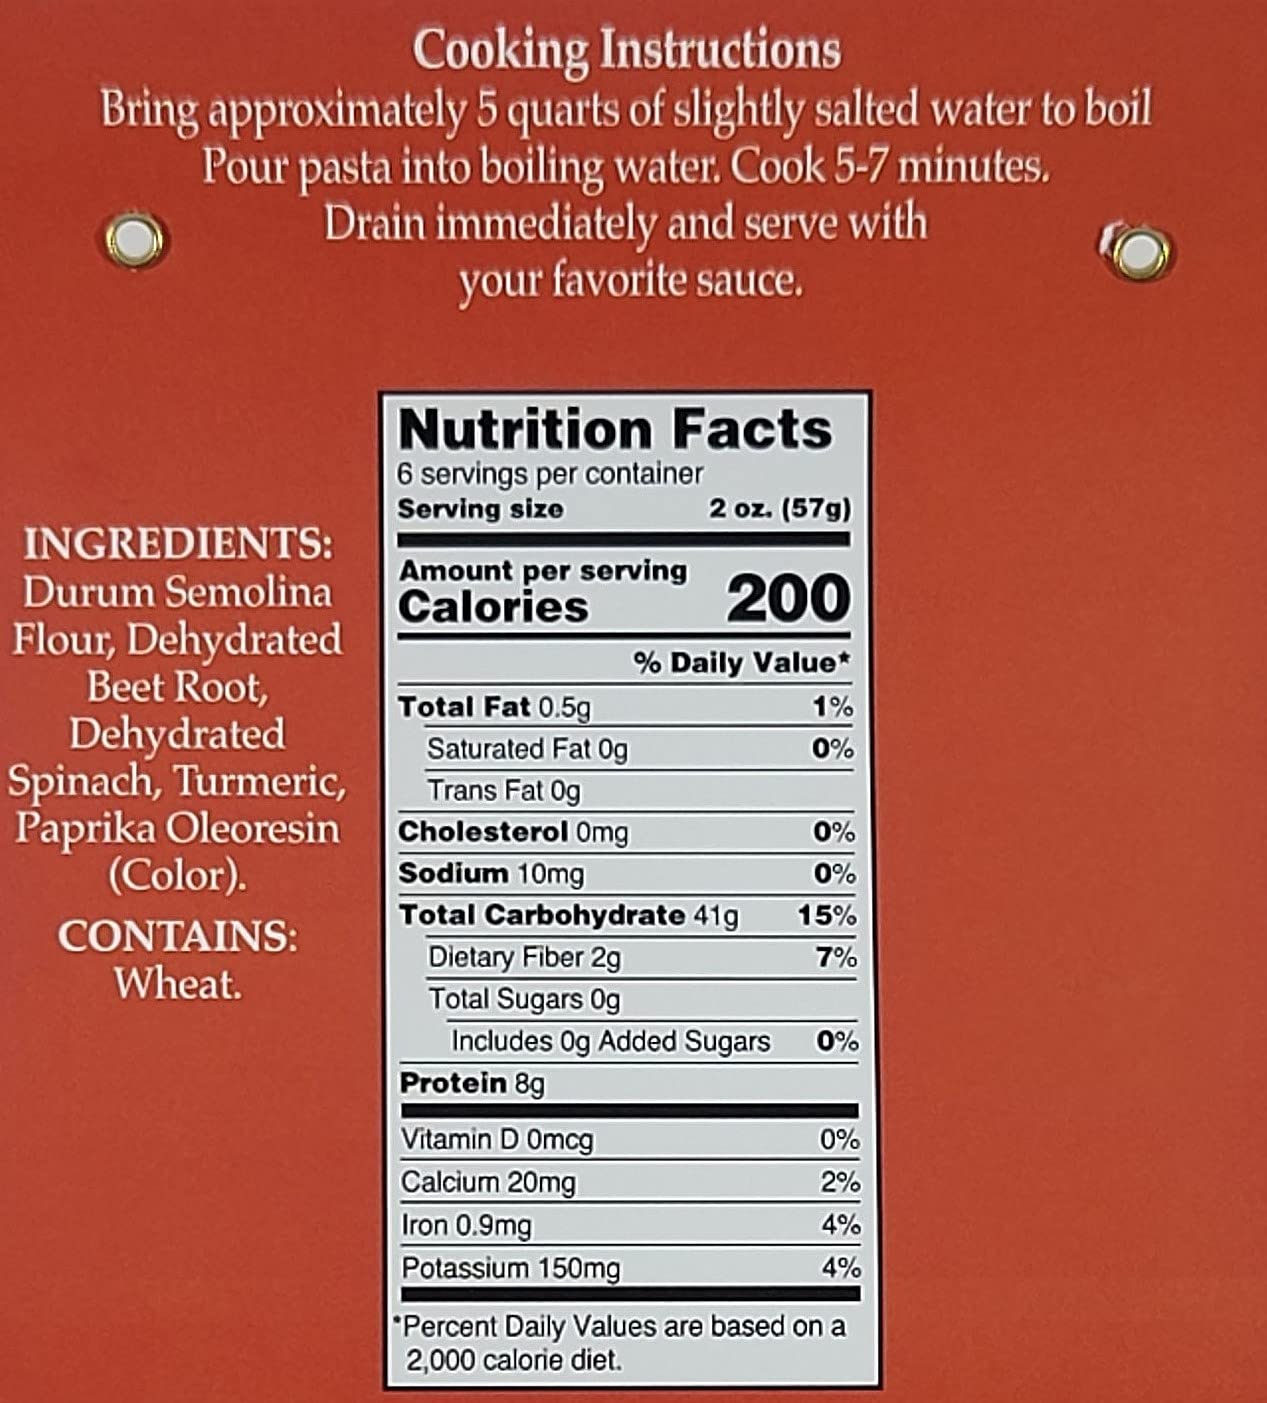 Cooking Instructions
Bring approximately 5 quarts of slightly salted water to boil
Pour pasta into boiling water. Cook 5-7 minutes.
Drain immediately and serve with
your favorite sauce.
INGREDIENTS:
Durum Semolina
Flour, Dehydrated
Beet Root,
Dehydrated
Spinach, Turmeric,
Paprika Oleoresin
(Color).
CONTAINS:
Wheat.
Nutrition Facts
6 servings per container
Serving size 2 oz. (57g)
Amount per serving
Calories 200
% Daily Value*
Total Fat 0.5g 1%
Saturated Fat 0g 0%
Trans Fat 0g
Cholesterol 0mg 0%
Sodium 10mg 0%
Total Carbohydrate 41g 15%
Dietary Fiber 2g 7%
Total Sugars 0g
Includes 0g Added Sugars 0%
Protein 8g
Vitamin D 0mcg 0%
Calcium 20mg 2%
Iron 0.9mg 4%
Potassium 150mg 4%
*Percent Daily Values are based on a
2,000 calorie diet.